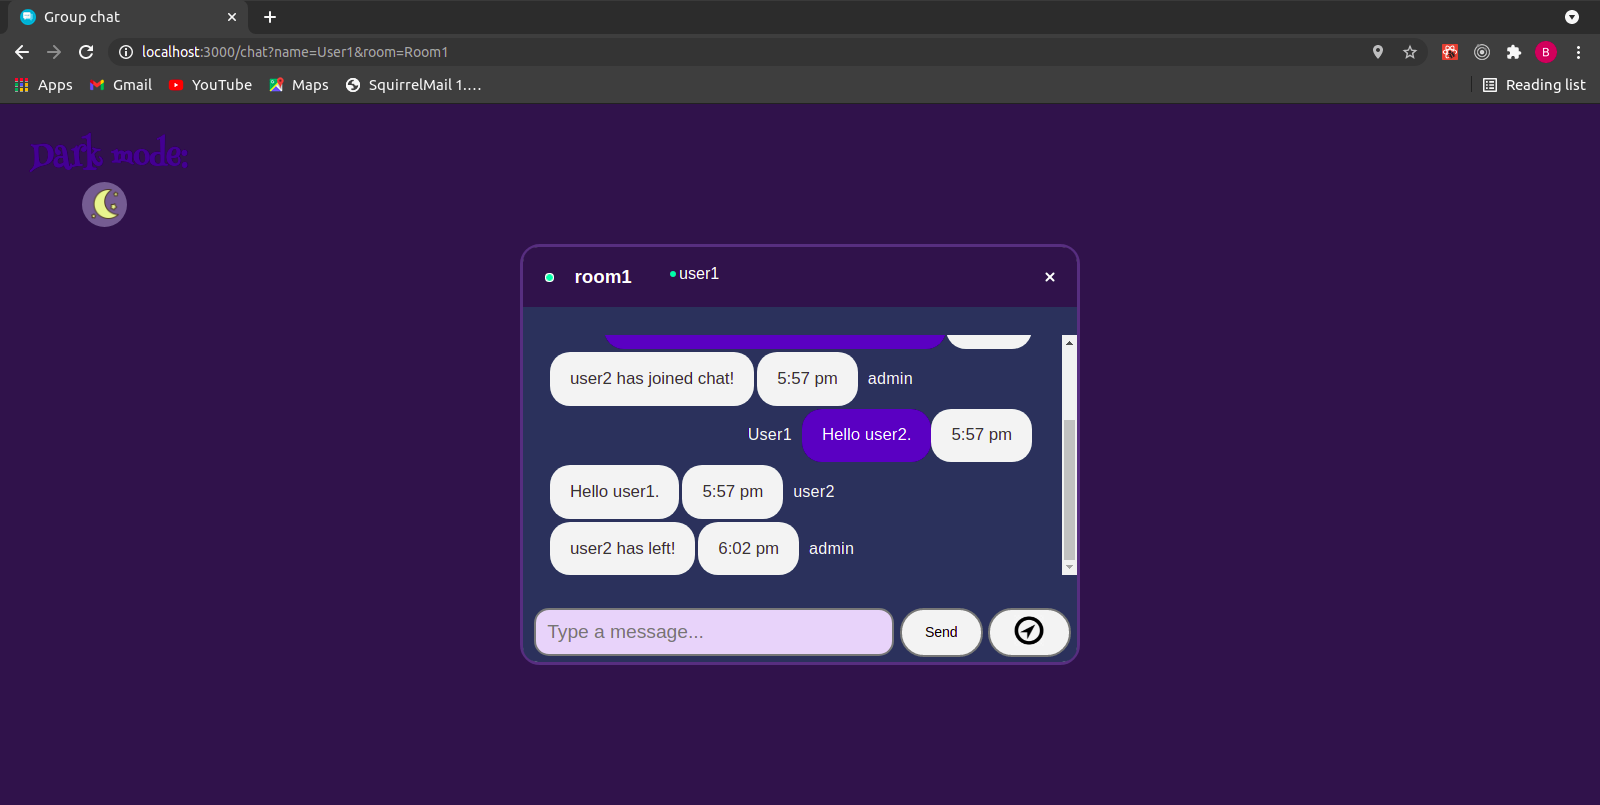 Group chat
localhost:3000/chat?name=User1&room=Room1
B
Apps Gmail YouTube Maps SquirrelMail 1.... Reading list
Dark mode:
room1 user1
user2 has joined chat! 5:57 pm admin
User1 Hello user2. 5:57 pm
Hello user1. 5:57 pm user2
user2 has left! 6:02 pm admin
Type a message... Send